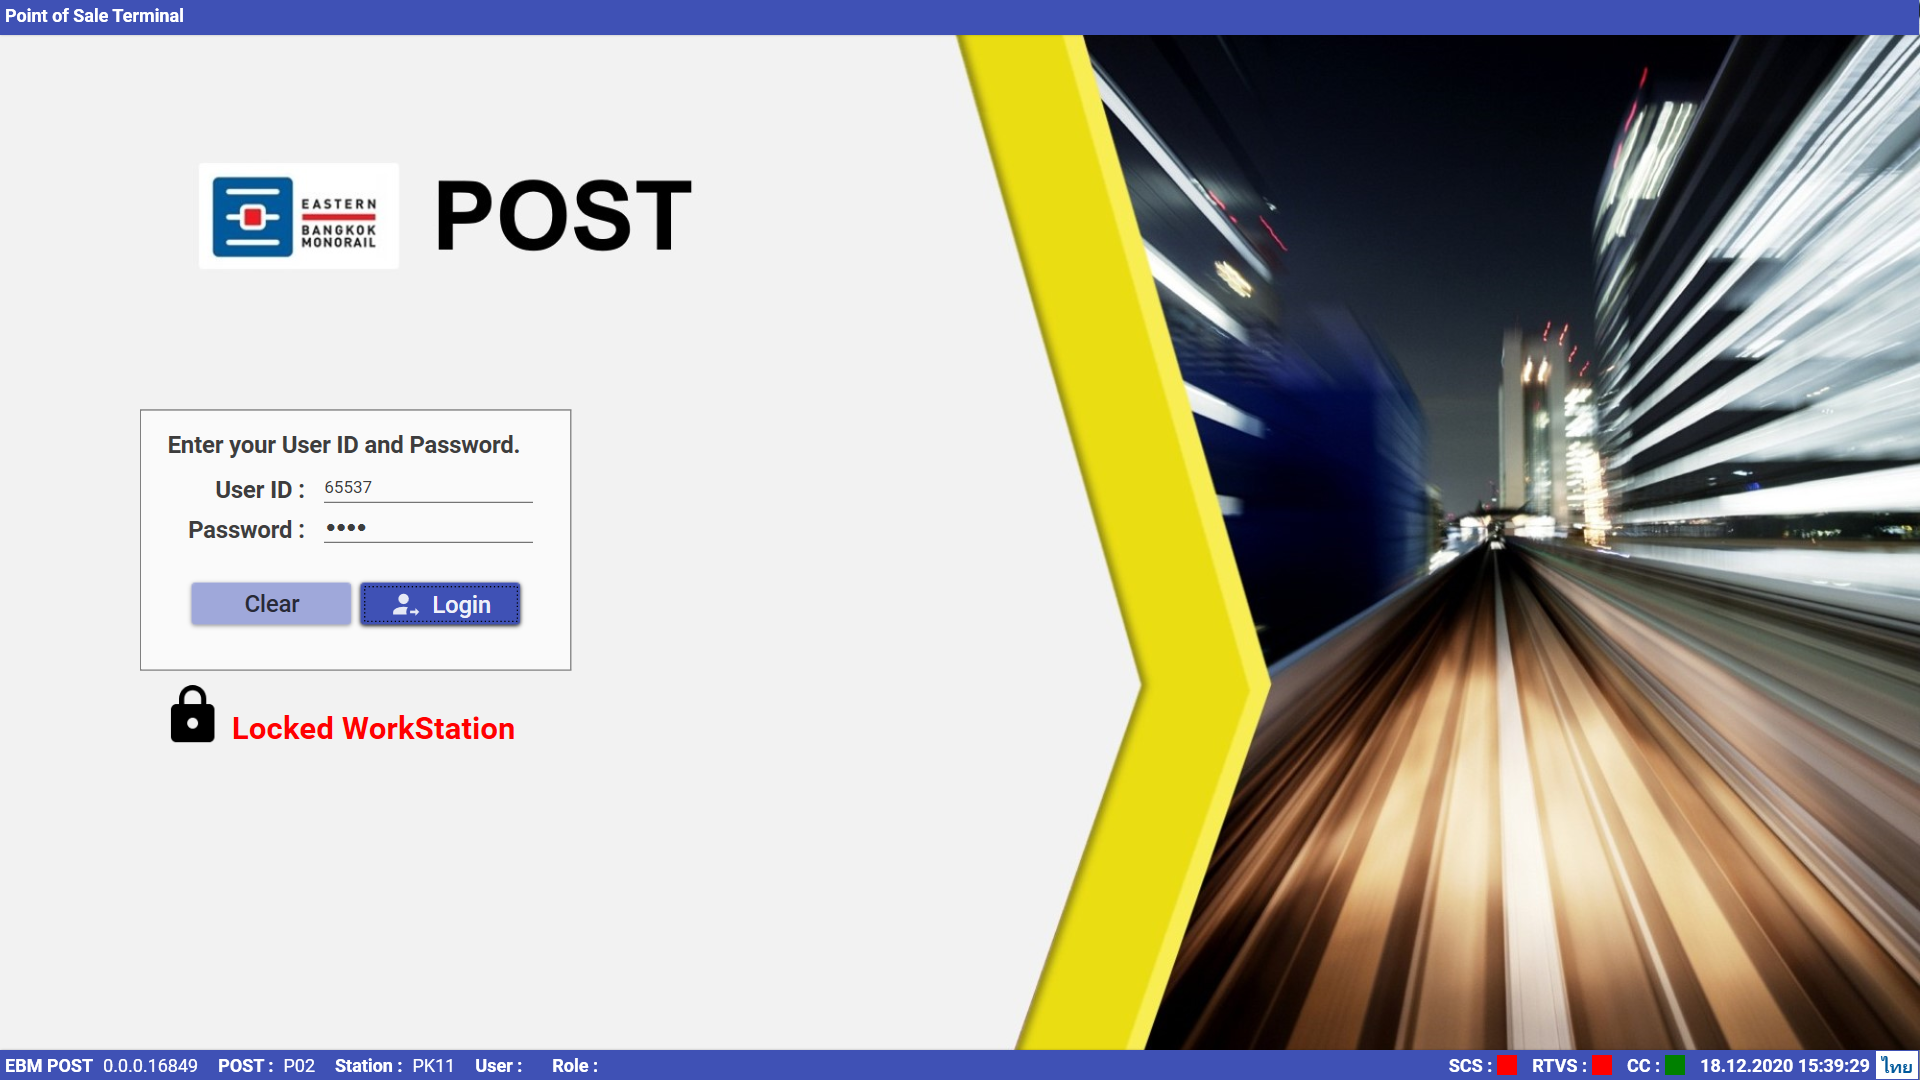 Point of Sale Terminal
EASTERN
BANGKOK
MONORAIL
POST
Enter your User ID and Password.
User ID : 65537
Password : ••••
Clear Login
Locked WorkStation
EBM POST 0.0.0.16849 POST : P02 Station : PK11 User : Role : SCS : RTVS : CC : 18.12.2020 15:39:29 ไทย